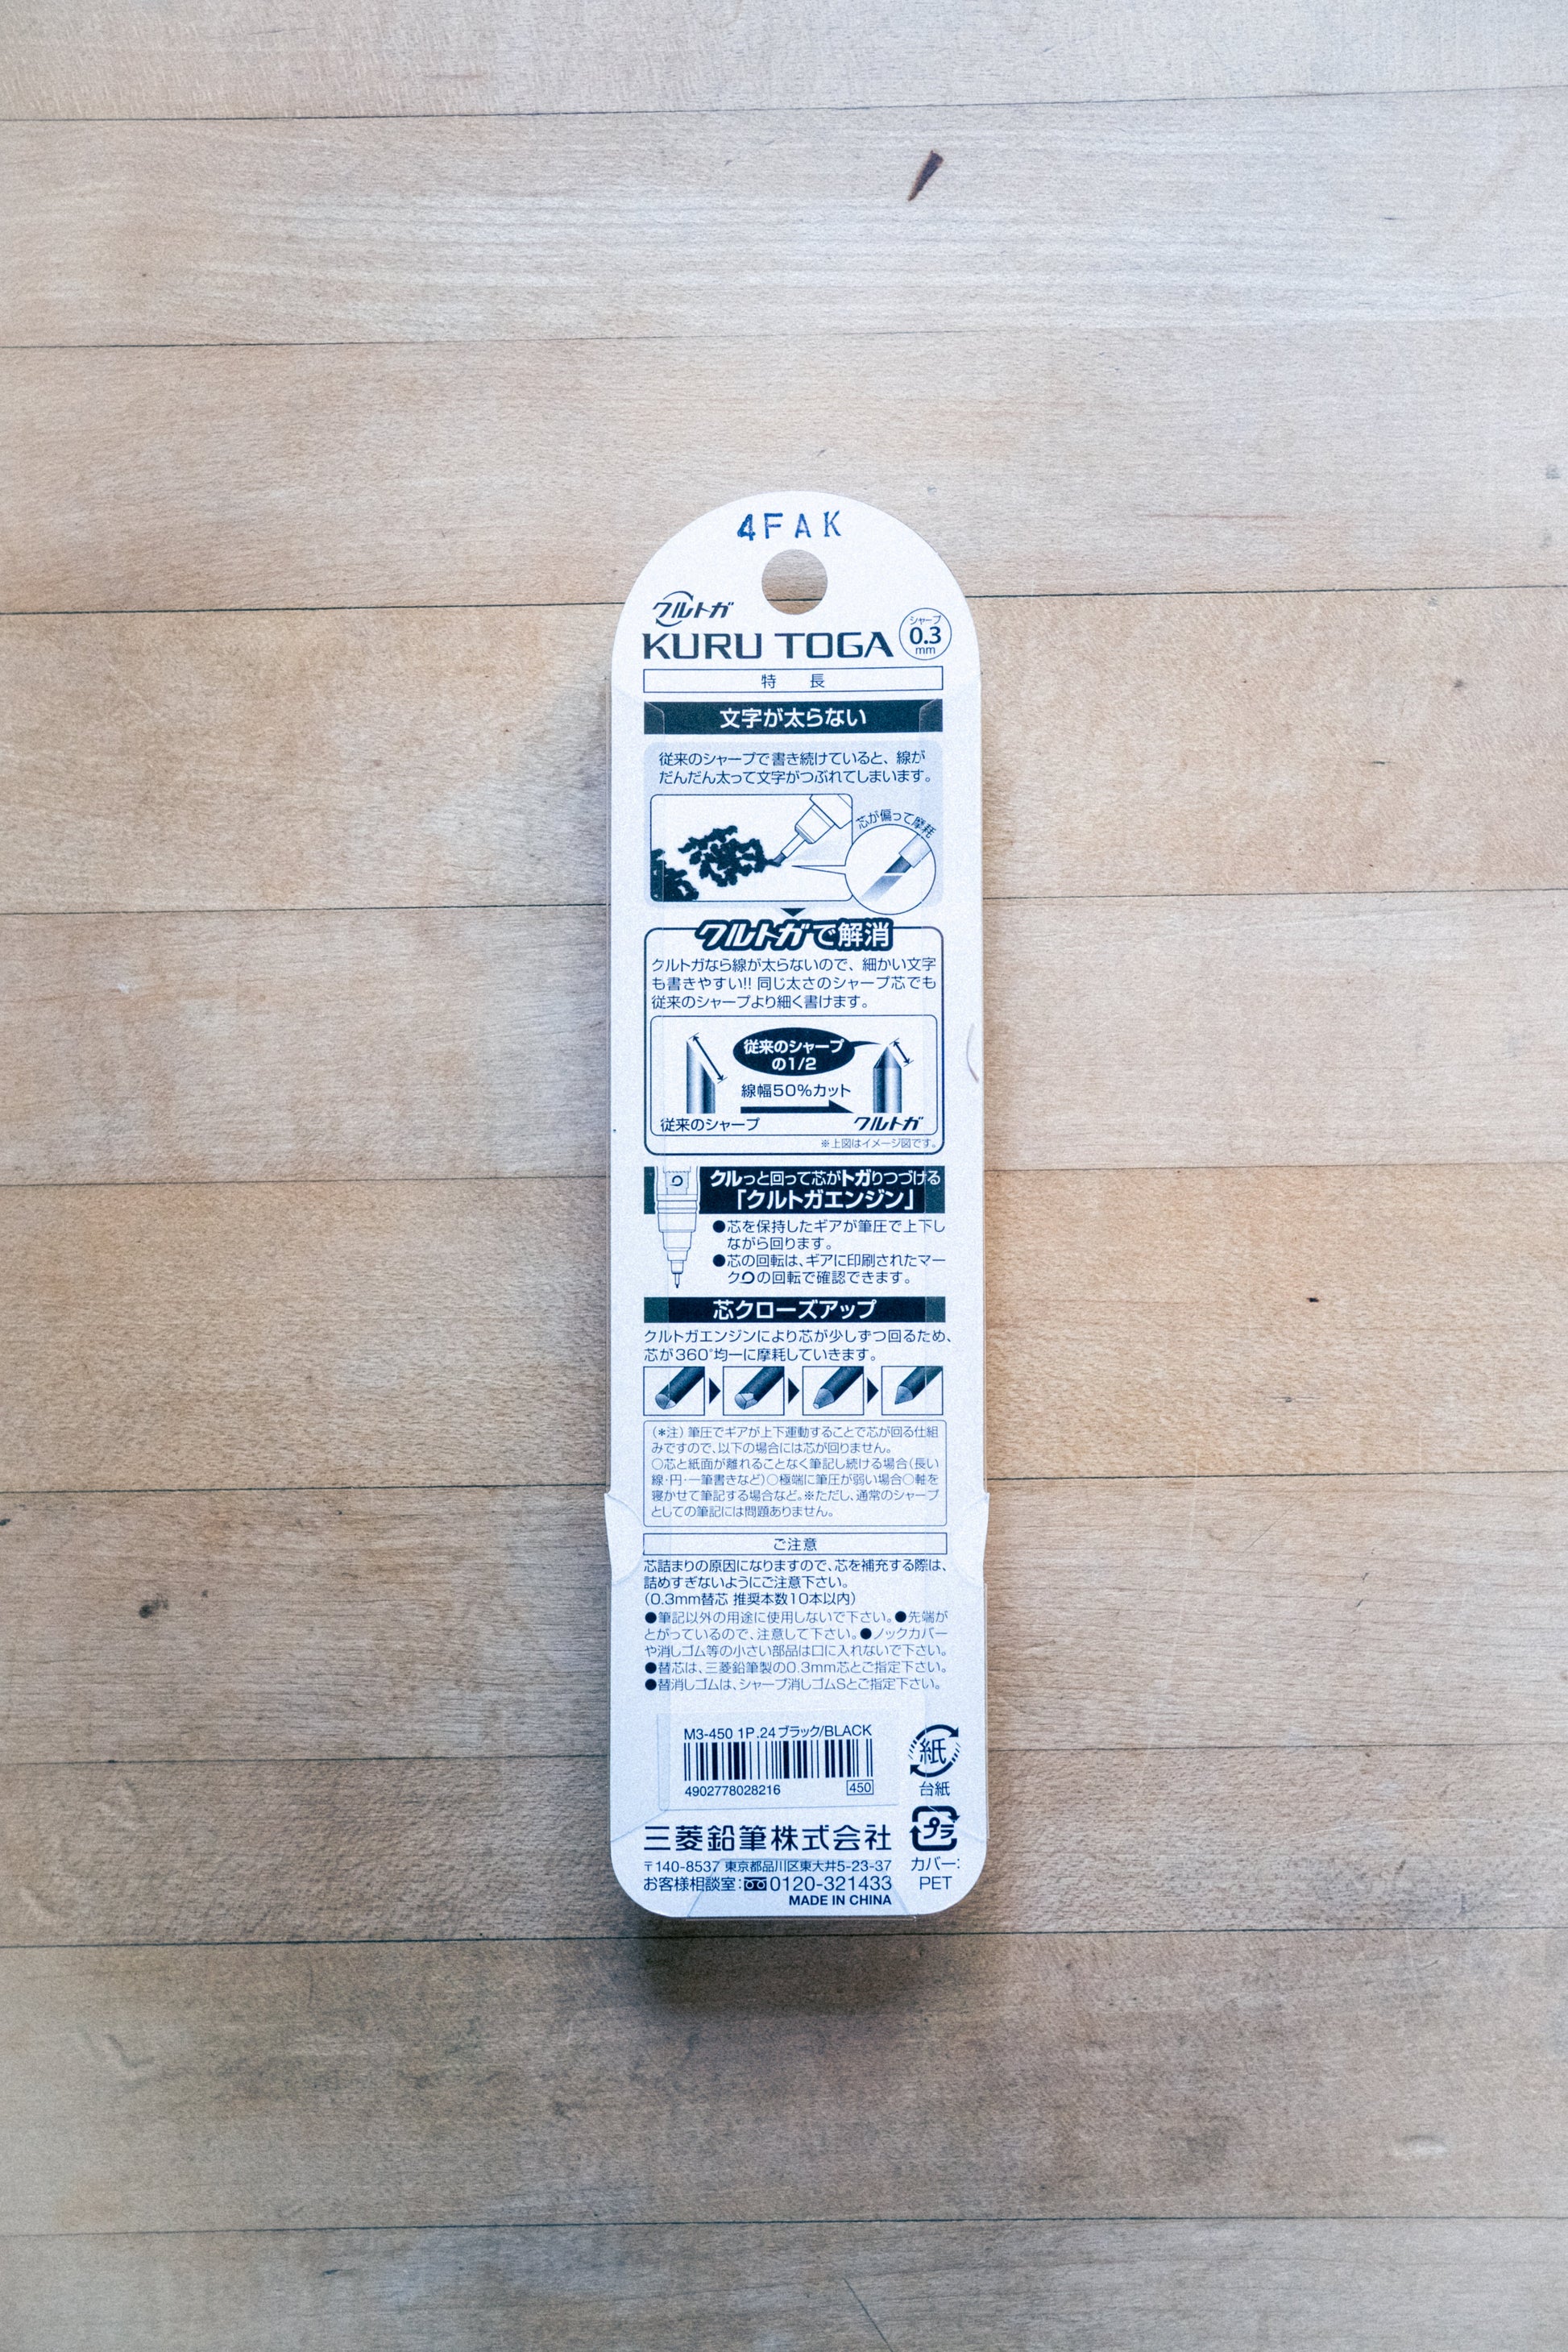 4FAK
クルトガ
KURU TOGA
シャープ
0.3
mm
特 長
文字が太らない
従来のシャープで書き続けていると、線が
だんだん太って文字がつぶれてしまいます。
芯が偏って摩耗
クルトガで解消
クルトガなら線が太らないので、細かい文字
も書きやすい!! 同じ太さのシャープ芯でも
従来のシャープより細く書けます。
従来のシャープ
の1/2
線幅50%カット
従来のシャープ
クルトガ
※上図はイメージ図です。
クルっと回って芯がトガりつづける
「クルトガエンジン」
●芯を保持したギアが筆圧で上下し
ながら回ります。
●芯の回転は、ギアに印刷されたマー
クの回転で確認できます。
芯クローズアップ
クルトガエンジンにより芯が少しずつ回るため、
芯が360°均一に摩耗していきます。
(*注) 筆圧でギアが上下運動することで芯が回る仕組
みですので、以下の場合には芯が回りません。
○芯と紙面が離れることなく筆記し続ける場合(長い
線・円・一筆書きなど)○極端に筆圧が弱い場合○軸を
寝かせて筆記する場合など。※ただし、通常のシャープ
としての筆記には問題ありません。
ご注意
芯詰まりの原因になりますので、芯を補充する際は、
詰めすぎないようにご注意下さい。
(0.3mm替芯 推奨本数10本以内)
●筆記以外の用途に使用しないで下さい。●先端が
とがっているので、注意して下さい。●ノックカバー
や消しゴム等の小さい部品は口に入れないで下さい。
●替芯は、三菱鉛筆製の0.3mm芯とご指定下さい。
●替消しゴムは、シャープ消しゴムSとご指定下さい。
M3-450 1P.24 ブラック/BLACK
4902778028216
450
紙
台紙
プラ
カバー:
PET
三菱鉛筆株式会社
〒140-8537 東京都品川区東大井5-23-37
お客様相談室:0120-321433
MADE IN CHINA